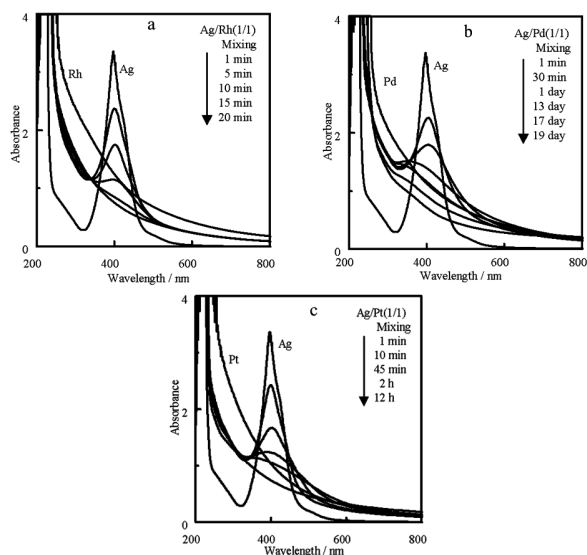 a
Ag/Rh(1/1)
Mixing
1 min
5 min
10 min
15 min
20 min
Rh
Ag
4
2
0
Absorbance
200
400
600
800
Wavelength / nm
b
Ag/Pd(1/1)
Mixing
1 min
30 min
1 day
13 day
17 day
19 day
Pd
Ag
4
2
0
Absorbance
200
400
600
800
Wavelength / nm
c
Ag/Pt(1/1)
Mixing
1 min
10 min
45 min
2 h
12 h
Pt
Ag
4
2
0
Absorbance
200
400
600
800
Wavelength / nm